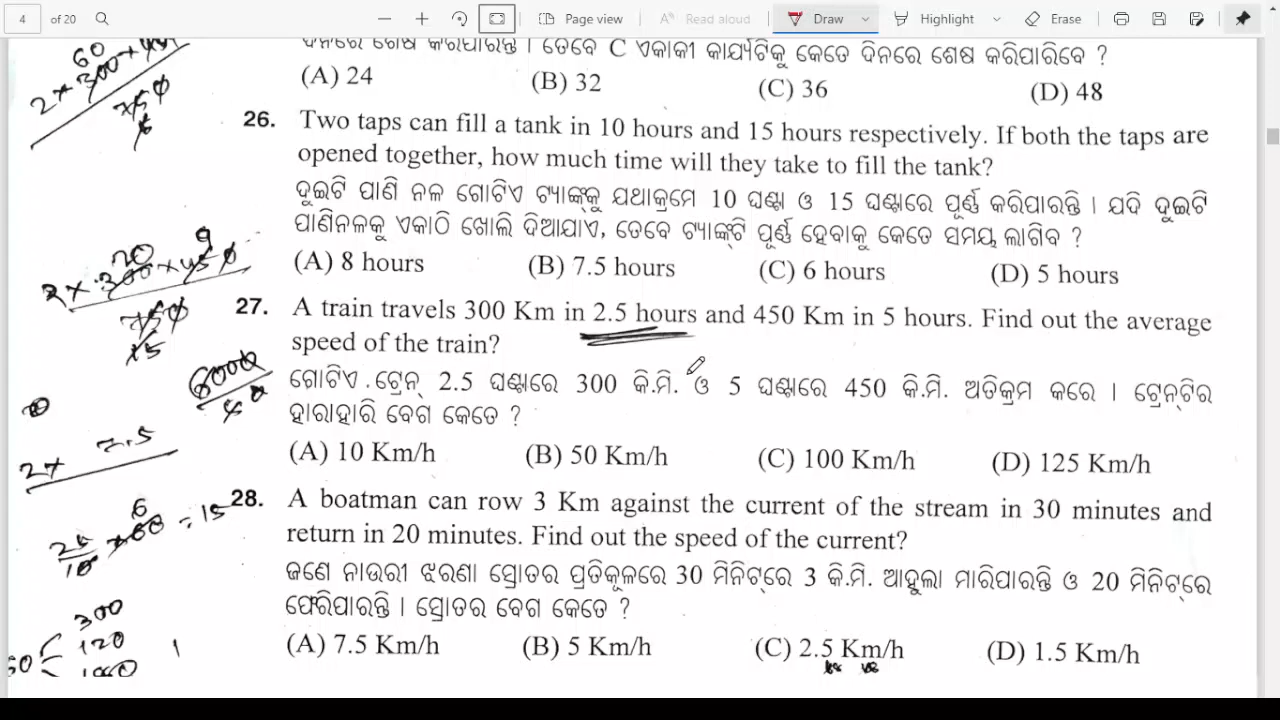 4 of 20 Page view Read aloud Draw Highlight Erase
ଦିନରେ ଶେଷ କରିପାରନ୍ତି । ତେବେ C ଏକାକୀ କାର୍ଯ୍ୟଟିକୁ କେତେ ଦିନରେ ଶେଷ କରିପାରିବେ ?
(A) 24 (B) 32 (C) 36 (D) 48
26. Two taps can fill a tank in 10 hours and 15 hours respectively. If both the taps are
opened together, how much time will they take to fill the tank?
ଦୁଇଟି ପାଣି ନଳ ଗୋଟିଏ ଟ୍ୟାଙ୍କକୁ ଯଥାକ୍ରମେ 10 ଘଣ୍ଟା ଓ 15 ଘଣ୍ଟାରେ ପୂର୍ଣ୍ଣ କରିପାରନ୍ତି । ଯଦି ଦୁଇଟି
ପାଣିନଳକୁ ଏକାଠି ଖୋଲି ଦିଆଯାଏ, ତେବେ ଟ୍ୟାଙ୍କଟି ପୂର୍ଣ୍ଣ ହେବାକୁ କେତେ ସମୟ ଲାଗିବ ?
(A) 8 hours (B) 7.5 hours (C) 6 hours (D) 5 hours
27. A train travels 300 Km in 2.5 hours and 450 Km in 5 hours. Find out the average
speed of the train?
ଗୋଟିଏ ଟ୍ରେନ୍ 2.5 ଘଣ୍ଟାରେ 300 କି.ମି. ଓ 5 ଘଣ୍ଟାରେ 450 କି.ମି. ଅତିକ୍ରମ କରେ । ଟ୍ରେନ୍‌ଟିର
ହାରାହାରି ବେଗ କେତେ ?
(A) 10 Km/h (B) 50 Km/h (C) 100 Km/h (D) 125 Km/h
28. A boatman can row 3 Km against the current of the stream in 30 minutes and
return in 20 minutes. Find out the speed of the current?
ଜଣେ ନାଉରୀ ଝରଣା ସ୍ରୋତର ପ୍ରତିକୂଳରେ 30 ମିନିଟ୍‌ରେ 3 କି.ମି. ଆହୁଲା ମାରିପାରନ୍ତି ଓ 20 ମିନିଟ୍‌ରେ
ଫେରିପାରନ୍ତି । ସ୍ରୋତର ବେଗ କେତେ ?
(A) 7.5 Km/h (B) 5 Km/h (C) 2.5 Km/h (D) 1.5 Km/h